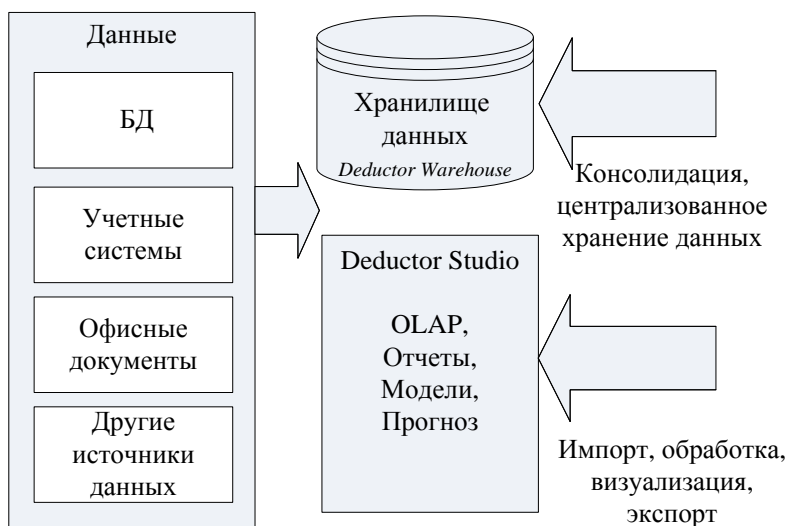 Данные
БД
Учетные
системы
Офисные
документы
Другие
источники
данных
Хранилище
данных
Deductor Warehouse
Deductor Studio
OLAP,
Отчеты,
Модели,
Прогноз
Консолидация,
централизованное
хранение данных
Импорт, обработка,
визуализация,
экспорт